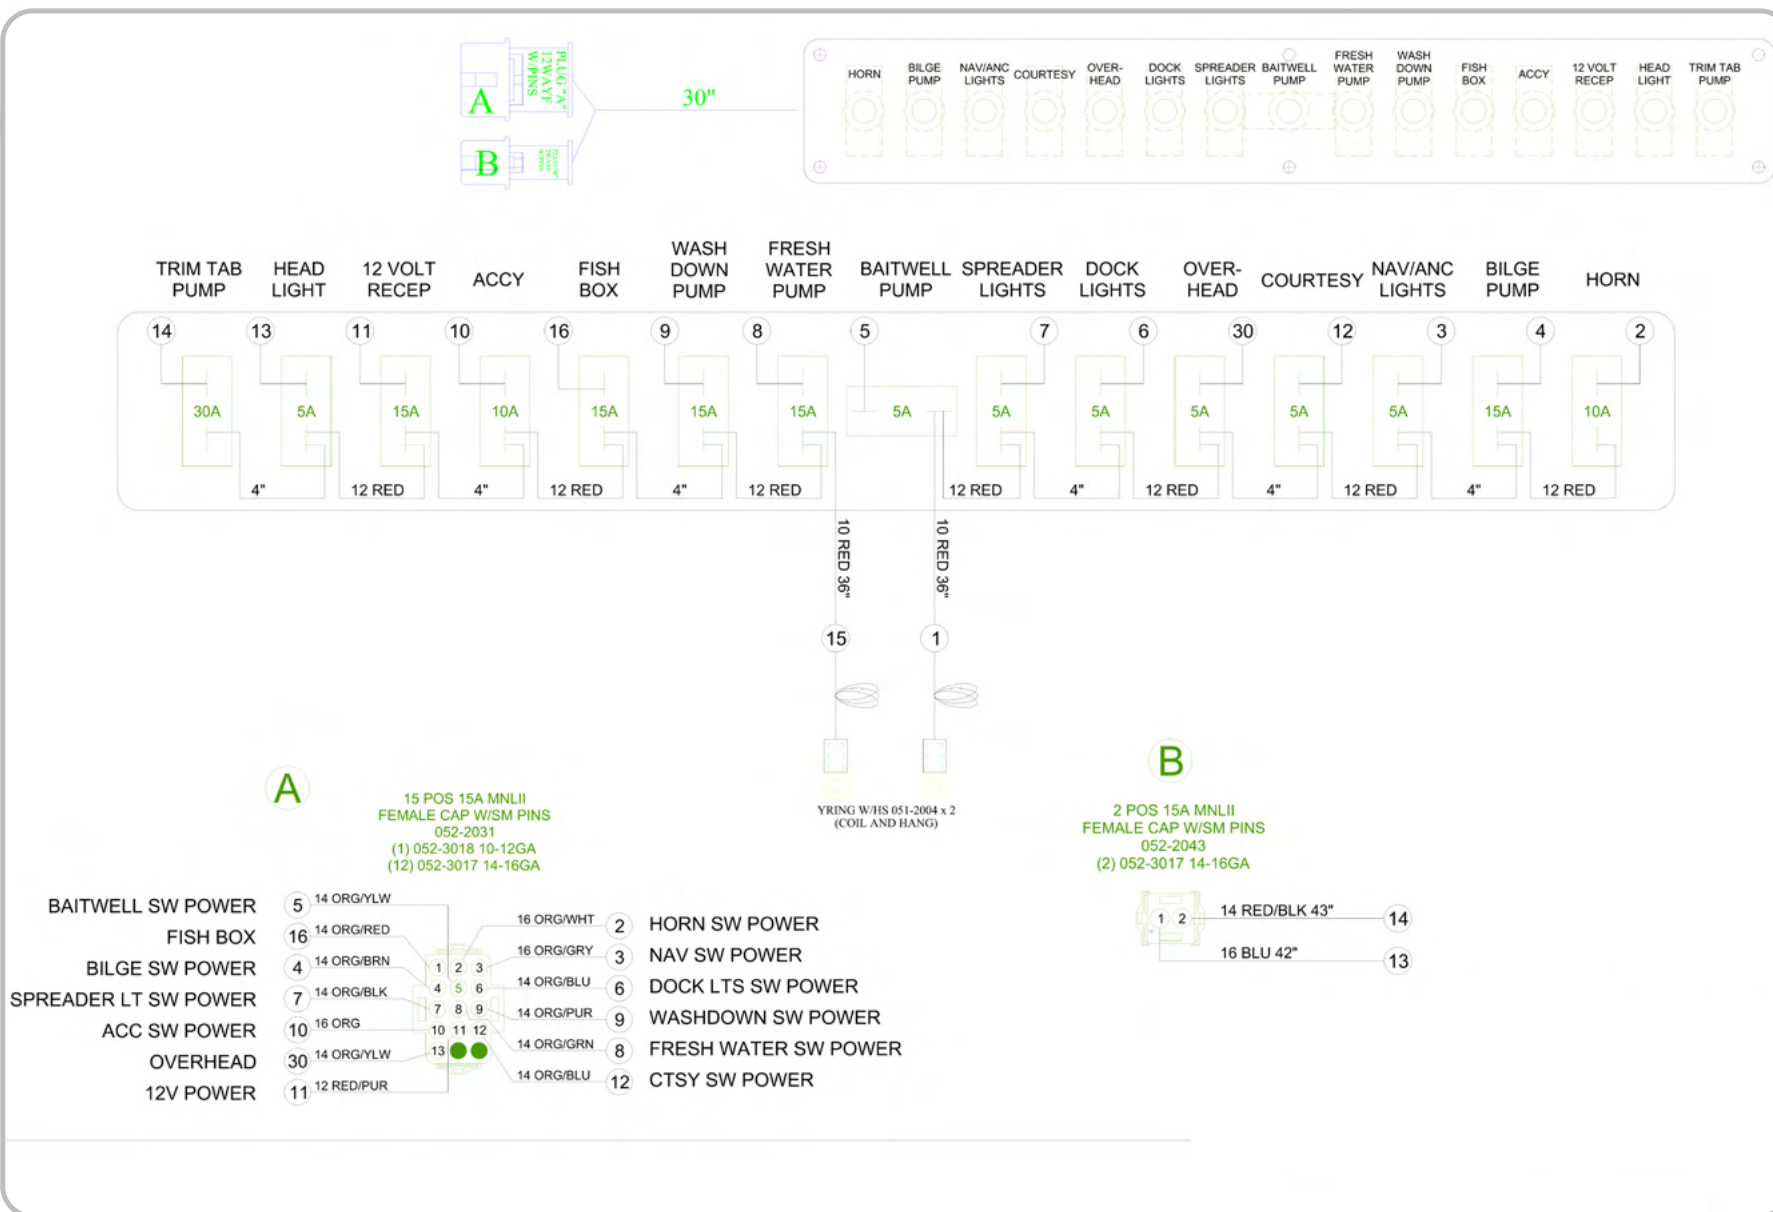 A
PLUG "A"
12WAYF
W/PINS
B
PLUG "B"
2WAYF
W/PINS
30"
HORN
BILGE
PUMP
NAV/ANC
LIGHTS
COURTESY
OVER-
HEAD
DOCK
LIGHTS
SPREADER
LIGHTS
BAITWELL
PUMP
FRESH
WATER
PUMP
WASH
DOWN
PUMP
FISH
BOX
ACCY
12 VOLT
RECEP
HEAD
LIGHT
TRIM TAB
PUMP
TRIM TAB
PUMP
HEAD
LIGHT
12 VOLT
RECEP
ACCY
FISH
BOX
WASH
DOWN
PUMP
FRESH
WATER
PUMP
BAITWELL
PUMP
SPREADER
LIGHTS
DOCK
LIGHTS
OVER-
HEAD
COURTESY
NAV/ANC
LIGHTS
BILGE
PUMP
HORN
14 13 11 10 16 9 8 5 7 6 30 12 3 4 2
30A 5A 15A 10A 15A 15A 15A 5A 5A 5A 5A 5A 5A 15A 10A
4" 12 RED 4" 12 RED 4" 12 RED 12 RED 4" 12 RED 4" 12 RED 4" 12 RED
10 RED 36"
10 RED 36"
15
1
YRING W/HS 051-2004 x 2
(COIL AND HANG)
A
15 POS 15A MNLII
FEMALE CAP W/SM PINS
052-2031
(1) 052-3018 10-12GA
(12) 052-3017 14-16GA
BAITWELL SW POWER 5 14 ORG/YLW
FISH BOX 16 14 ORG/RED
BILGE SW POWER 4 14 ORG/BRN
SPREADER LT SW POWER 7 14 ORG/BLK
ACC SW POWER 10 16 ORG
OVERHEAD 30 14 ORG/YLW
12V POWER 11 12 RED/PUR
1 2 3
4 5 6
7 8 9
10 11 12
13
16 ORG/WHT 2 HORN SW POWER
16 ORG/GRY 3 NAV SW POWER
14 ORG/BLU 6 DOCK LTS SW POWER
14 ORG/PUR 9 WASHDOWN SW POWER
14 ORG/GRN 8 FRESH WATER SW POWER
14 ORG/BLU 12 CTSY SW POWER
B
2 POS 15A MNLII
FEMALE CAP W/SM PINS
052-2043
(2) 052-3017 14-16GA
1 2
14 RED/BLK 43" 14
16 BLU 42" 13